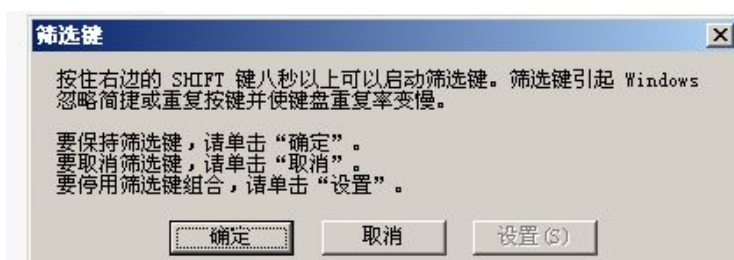 筛选键
按住右边的 SHIFT 键八秒以上可以启动筛选键。筛选键引起 Windows
忽略简捷或重复按键并使键盘重复率变慢。
要保持筛选键，请单击“确定”。
要取消筛选键，请单击“取消”。
要停用筛选键组合，请单击“设置”。
确定 取消 设置(S)